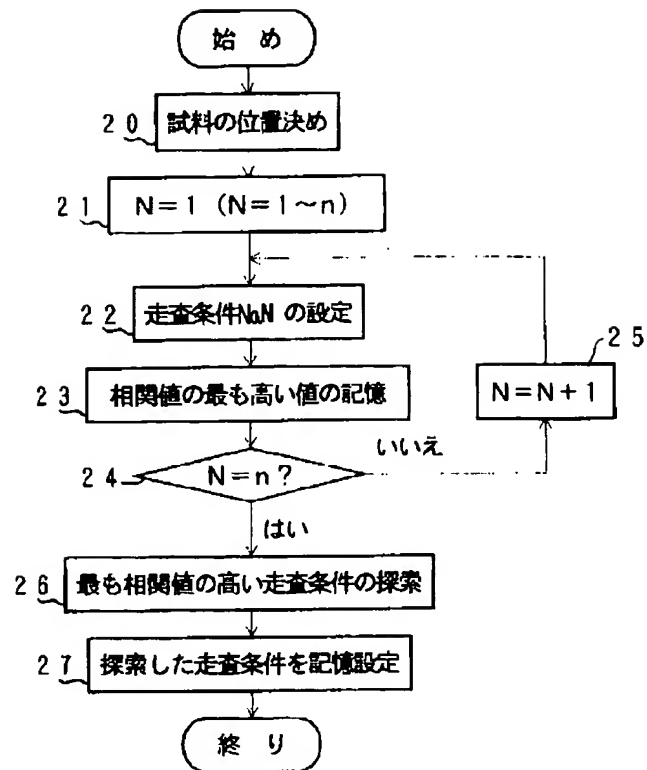 始 め
20 試料の位置決め
21 N=1 (N=1~n)
22 走査条件NaN の設定
25
23 相関値の最も高い値の記憶
N=N+1
いいえ
24 N=n?
はい
26 最も相関値の高い走査条件の探索
27 探索した走査条件を記憶設定
終 り